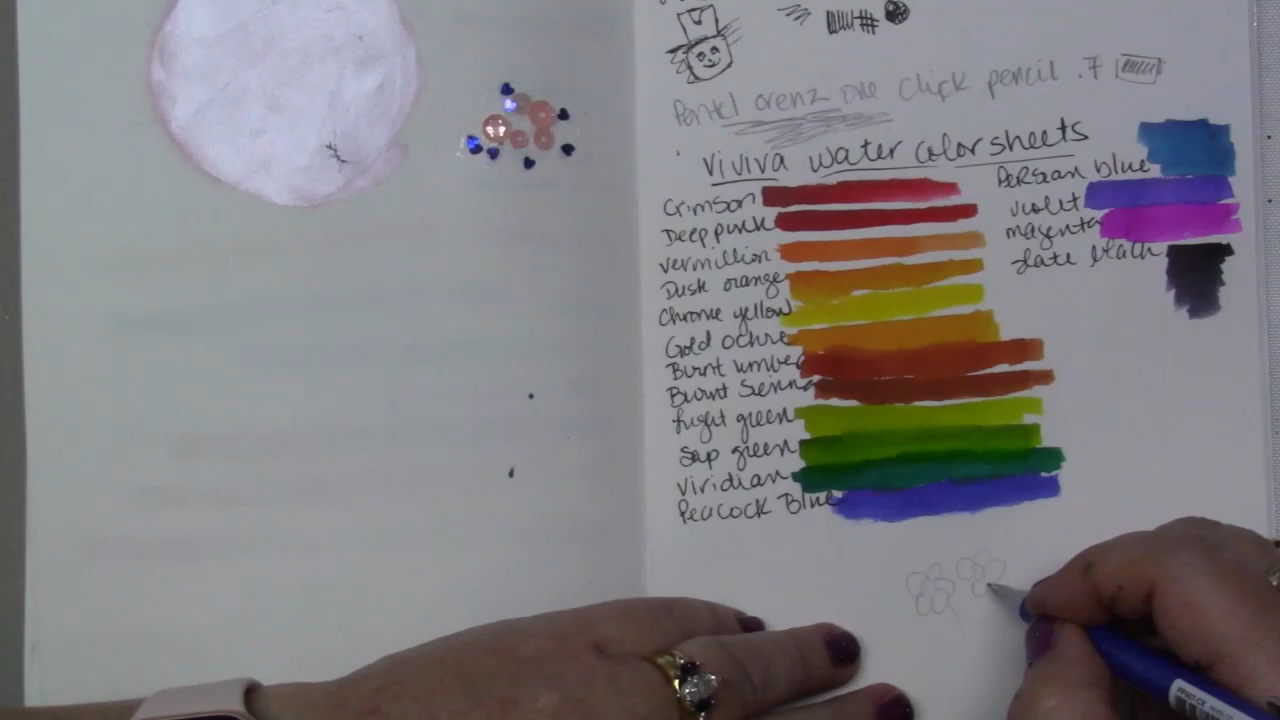 Pentel orenz one click pencil .7
Viviva water color sheets
Crimson
Deep pink
vermillion
Dusk orange
Chrome yellow
Gold ochre
Burnt umber
Burnt Sienna
light green
Sap green
viridian
Peacock Blue
Persian blue
violet
magenta
slate black